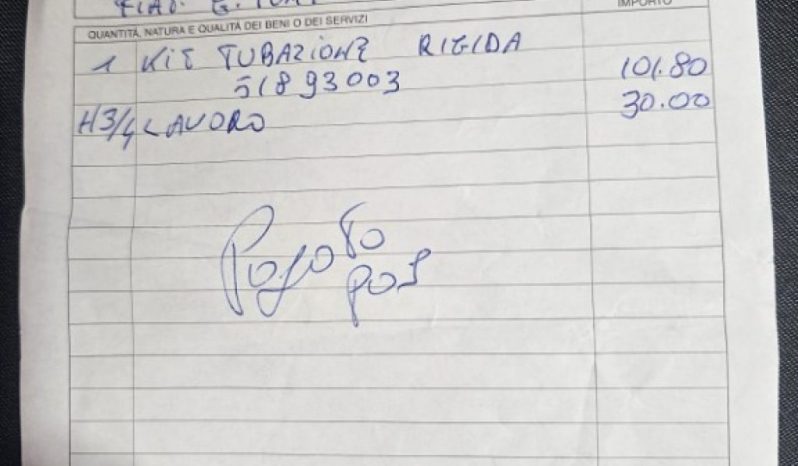 FIAT G.
QUANTITÀ, NATURA E QUALITÀ DEI BENI O DEI SERVIZI IMPORTO
1 KIT TUBAZIONE RIGIDA 101.80
51893003
H3/4 LAVORO 30.00
Pagato
POS